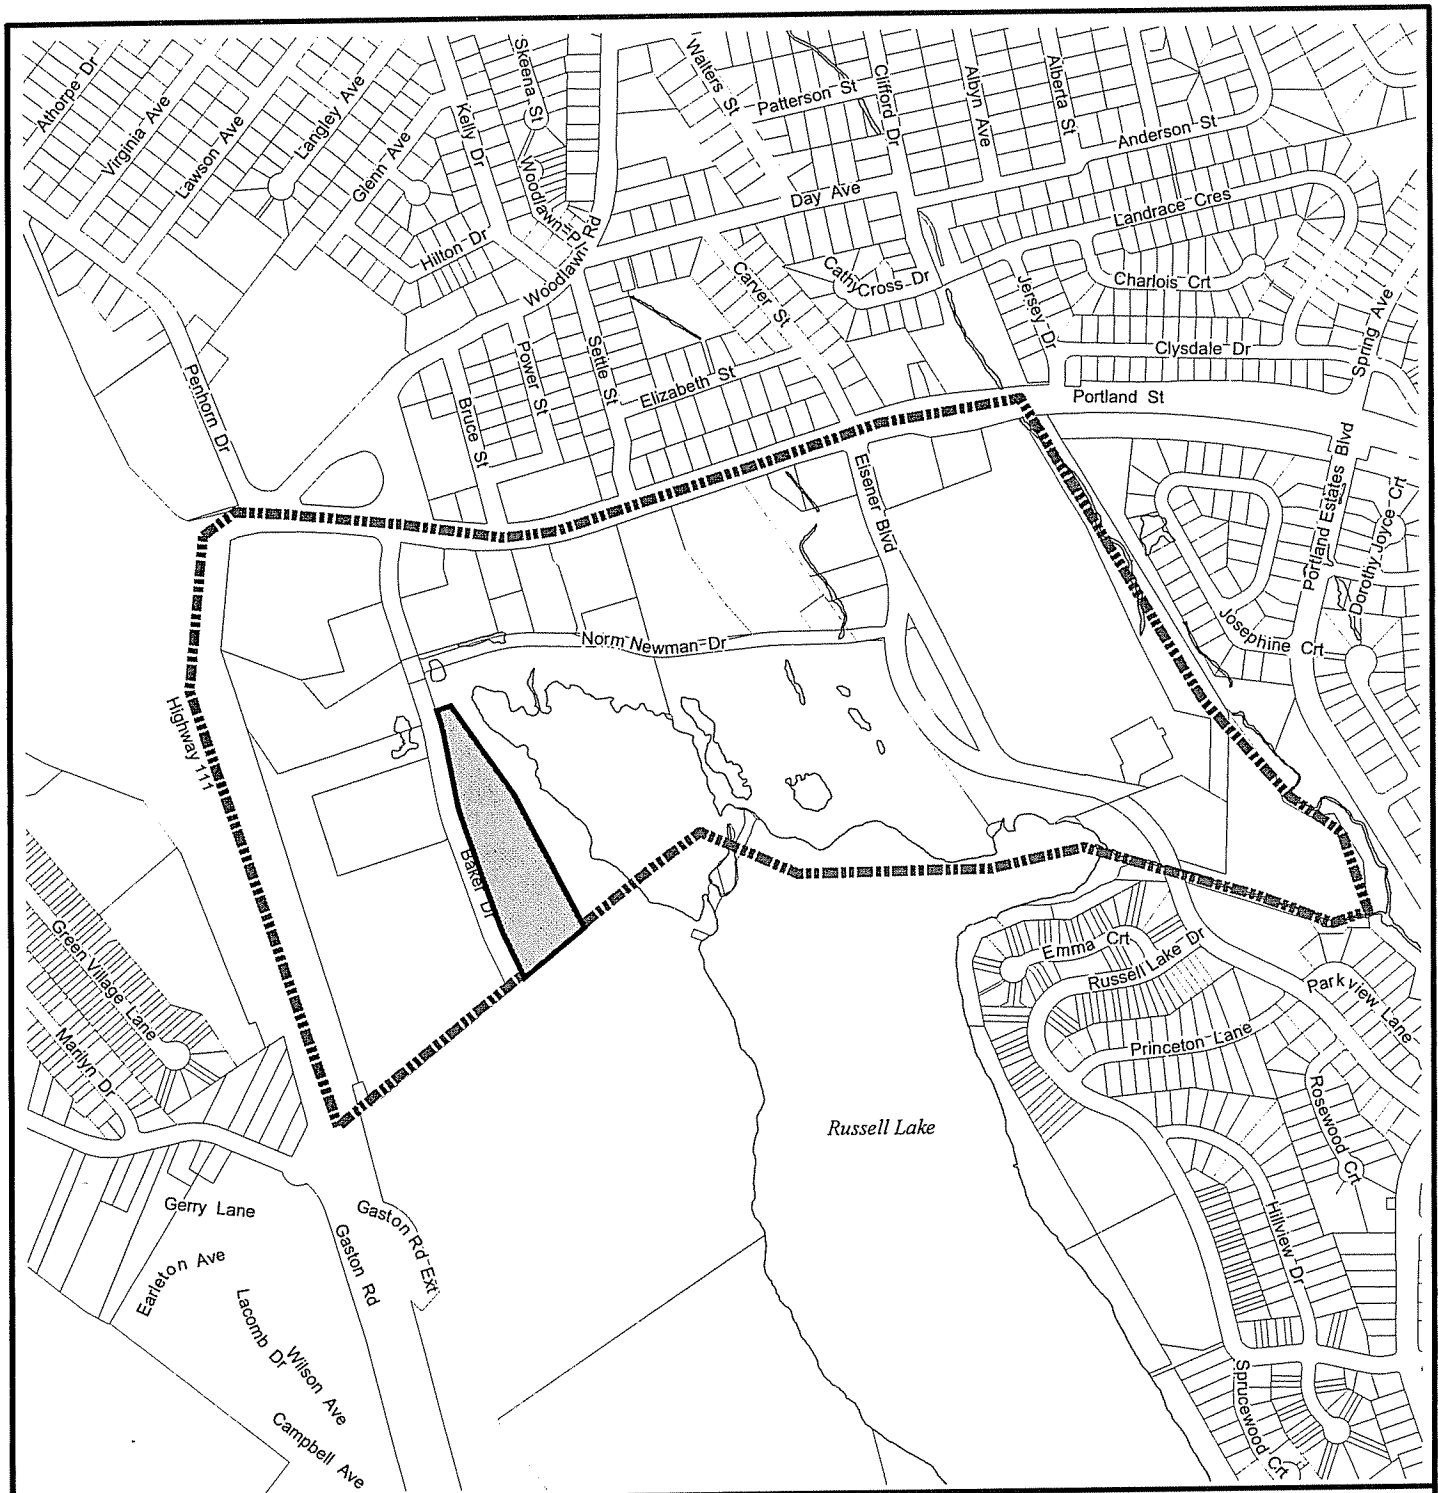 Athorpe Dr
Virginia Ave
Lawson Ave
Langley Ave
Glenn Ave
Kelly Dr
Skeena St
Woodlawn Pl
Woodlawn Rd
Hilton Dr
Walters St
Patterson St
Clifford Dr
Albyn Ave
Alberta St
Anderson St
Day Ave
Landrace Cres
Carver St
Cathy Cross Dr
Charlois Crt
Jersey Dr
Clysdale Dr
Spring Ave
Portland St
Penhorn Dr
Bruce St
Power St
Settle St
Elizabeth St
Eisener Blvd
Portland Estates Blvd
Dorothy Joyce Crt
Josephine Crt
Norm Newman Dr
Highway 111
Baker Dr
Green Village Lane
Marilyn Dr
Emma Crt
Russell Lake Dr
Parkview Lane
Princeton Lane
Rosewood Crt
Russell Lake
Hillview Dr
Gerry Lane
Gaston Rd Ext
Gaston Rd
Earleton Ave
Lacomb Dr
Wilson Ave
Campbell Ave
Sprucewood Crt